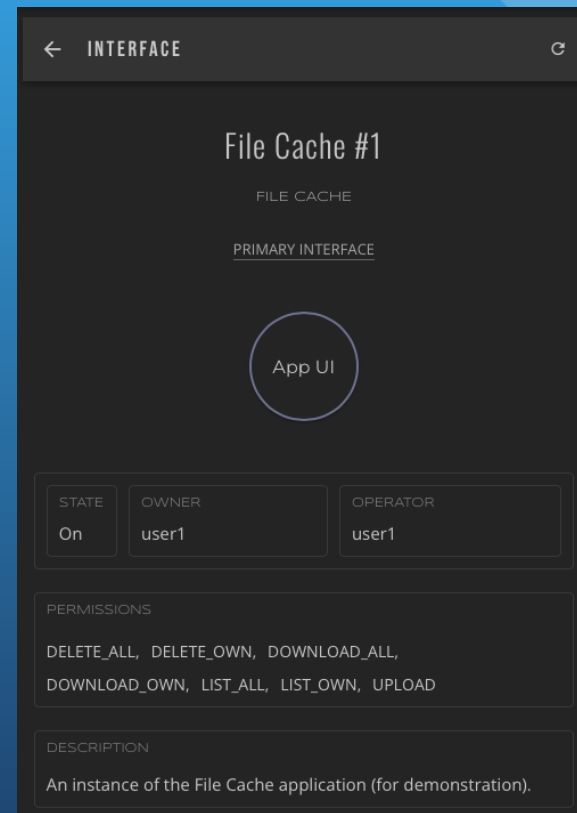 INTERFACE
File Cache #1
FILE CACHE
PRIMARY INTERFACE
App UI
STATE OWNER OPERATOR
On user1 user1
PERMISSIONS
DELETE_ALL, DELETE_OWN, DOWNLOAD_ALL,
DOWNLOAD_OWN, LIST_ALL, LIST_OWN, UPLOAD
DESCRIPTION
An instance of the File Cache application (for demonstration).